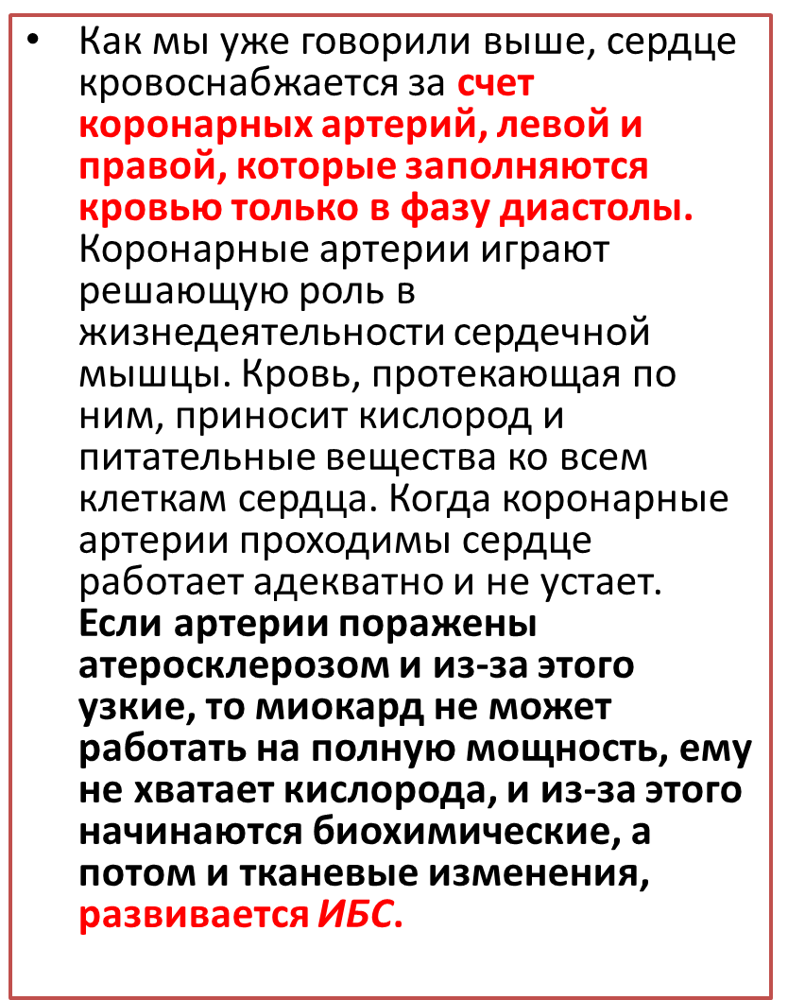 • Как мы уже говорили выше, сердце
кровоснабжается за счет
коронарных артерий, левой и
правой, которые заполняются
кровью только в фазу диастолы.
Коронарные артерии играют
решающую роль в
жизнедеятельности сердечной
мышцы. Кровь, протекающая по
ним, приносит кислород и
питательные вещества ко всем
клеткам сердца. Когда коронарные
артерии проходимы сердце
работает адекватно и не устает.
Если артерии поражены
атеросклерозом и из-за этого
узкие, то миокард не может
работать на полную мощность, ему
не хватает кислорода, и из-за этого
начинаются биохимические, а
потом и тканевые изменения,
развивается ИБС.